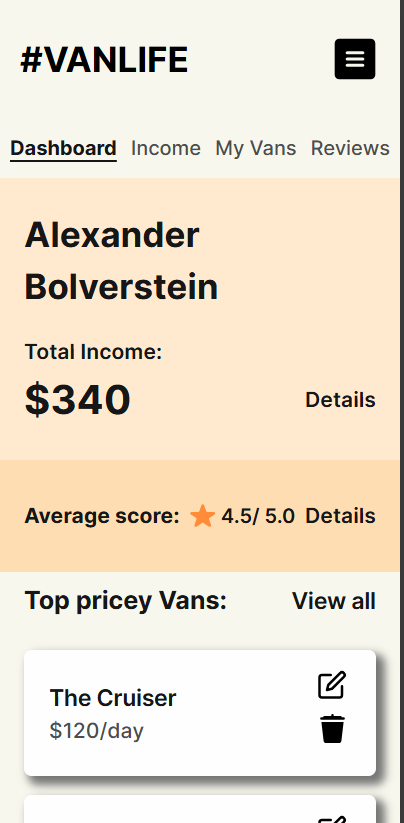 #VANLIFE
Dashboard Income My Vans Reviews
Alexander
Bolverstein
Total Income:
$340 Details
Average score: 4.5/ 5.0 Details
Top pricey Vans: View all
The Cruiser
$120/day